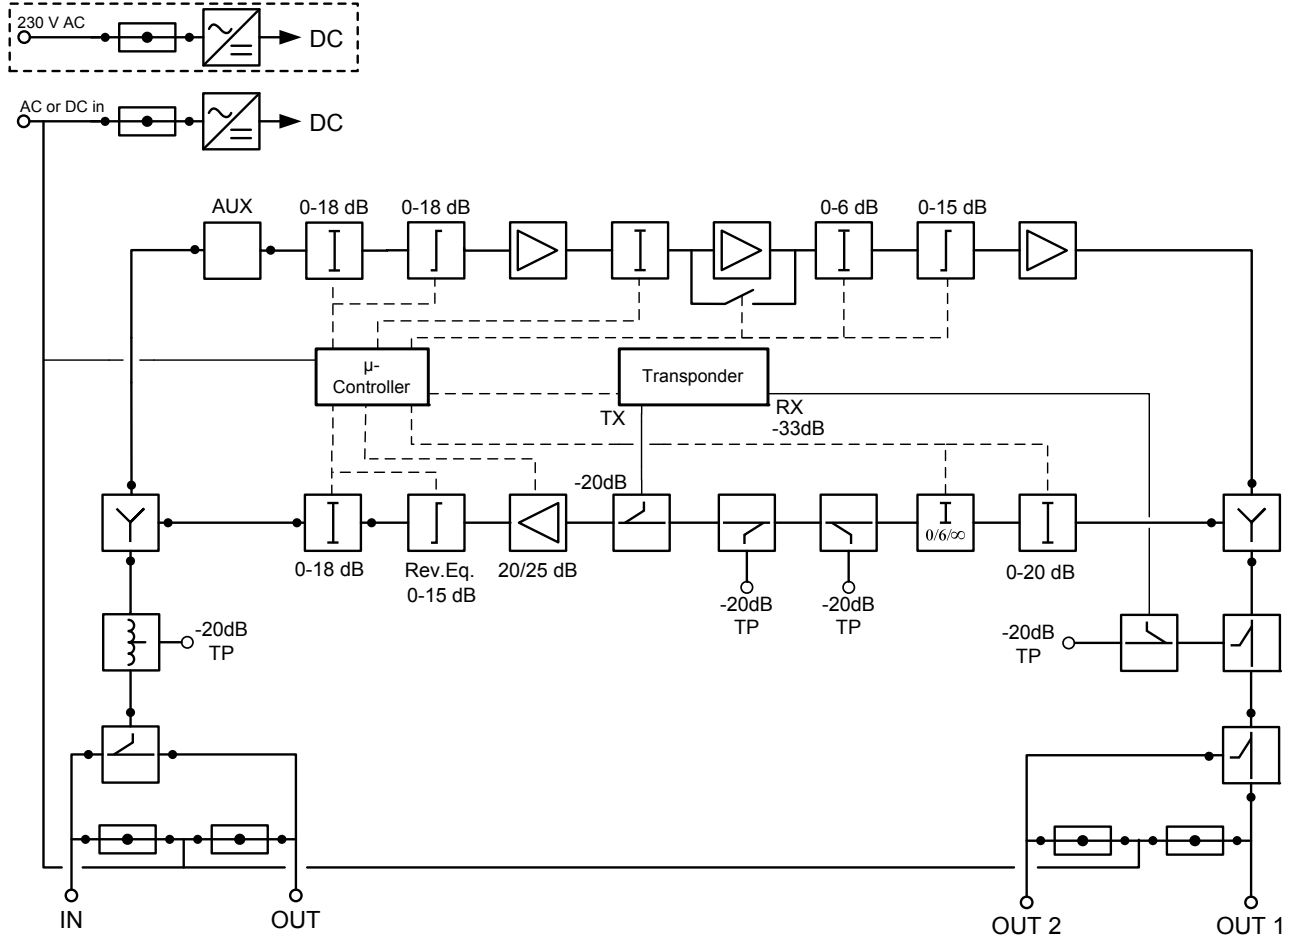 230 V AC
DC
AC or DC in
DC
AUX
0-18 dB
0-18 dB
0-6 dB
0-15 dB
µ-
Controller
Transponder
TX
RX
-33dB
-20dB
0/6/∞
0-18 dB
Rev.Eq.
0-15 dB
20/25 dB
-20dB
TP
-20dB
TP
0-20 dB
-20dB
TP
-20dB
TP
IN
OUT
OUT 2
OUT 1